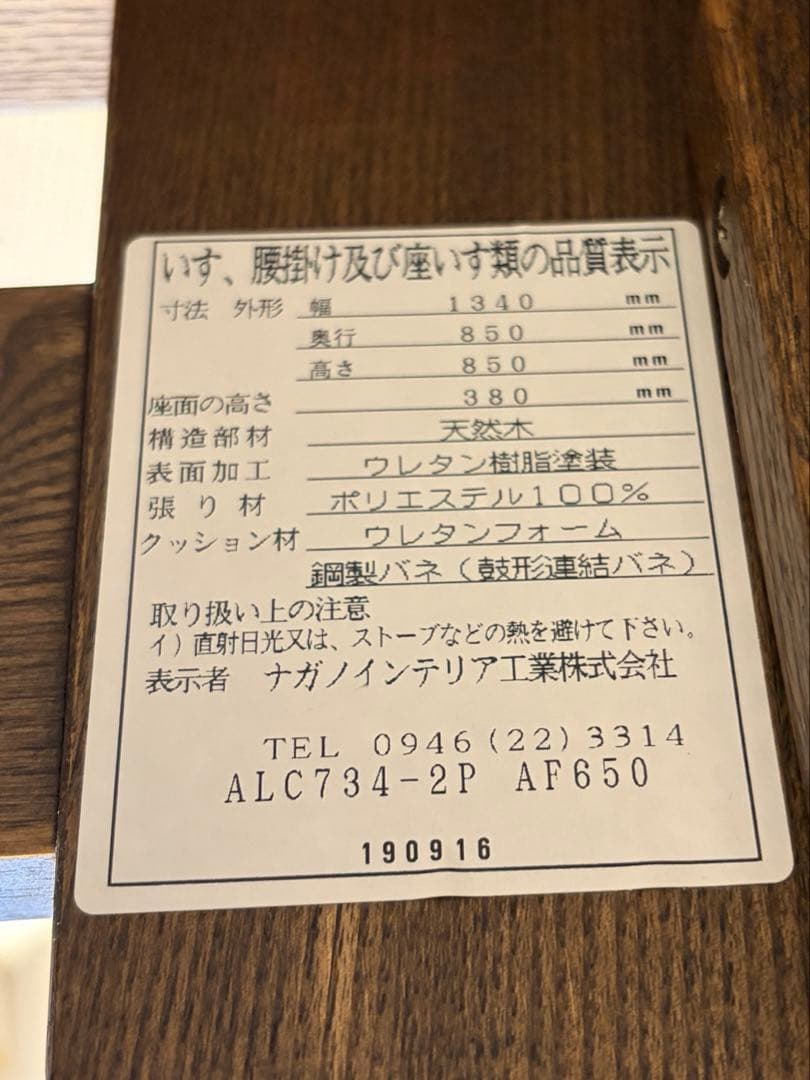 いす、腰掛け及び座いす類の品質表示
寸法 外形 幅 1340 mm
奥行 850 mm
高さ 850 mm
座面の高さ 380 mm
構造部材 天然木
表面加工 ウレタン樹脂塗装
張り材 ポリエステル100%
クッション材 ウレタンフォーム
鋼製バネ(鼓形連結バネ)
取り扱い上の注意
イ)直射日光又は、ストーブなどの熱を避けて下さい。
表示者 ナガノインテリア工業株式会社
TEL 0946(22)3314
ALC734-2P AF650
190916